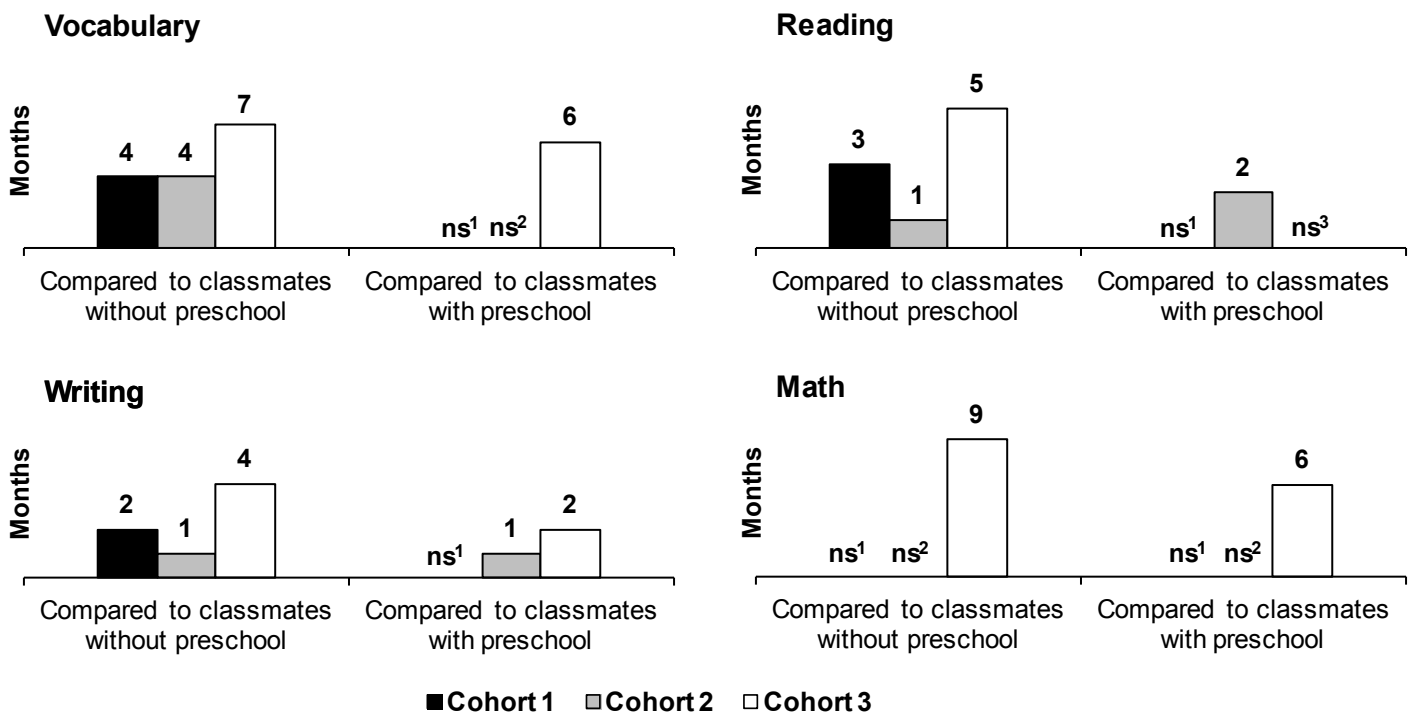 Vocabulary
Months
4 4 7
ns¹ ns² 6
Compared to classmates
without preschool
Compared to classmates
with preschool
Reading
Months
3 1 5
ns¹ 2 ns³
Compared to classmates
without preschool
Compared to classmates
with preschool
Writing
Months
2 1 4
ns¹ 1 2
Compared to classmates
without preschool
Compared to classmates
with preschool
Math
Months
ns¹ ns² 9
ns¹ ns² 6
Compared to classmates
without preschool
Compared to classmates
with preschool
Cohort 1 Cohort 2 Cohort 3